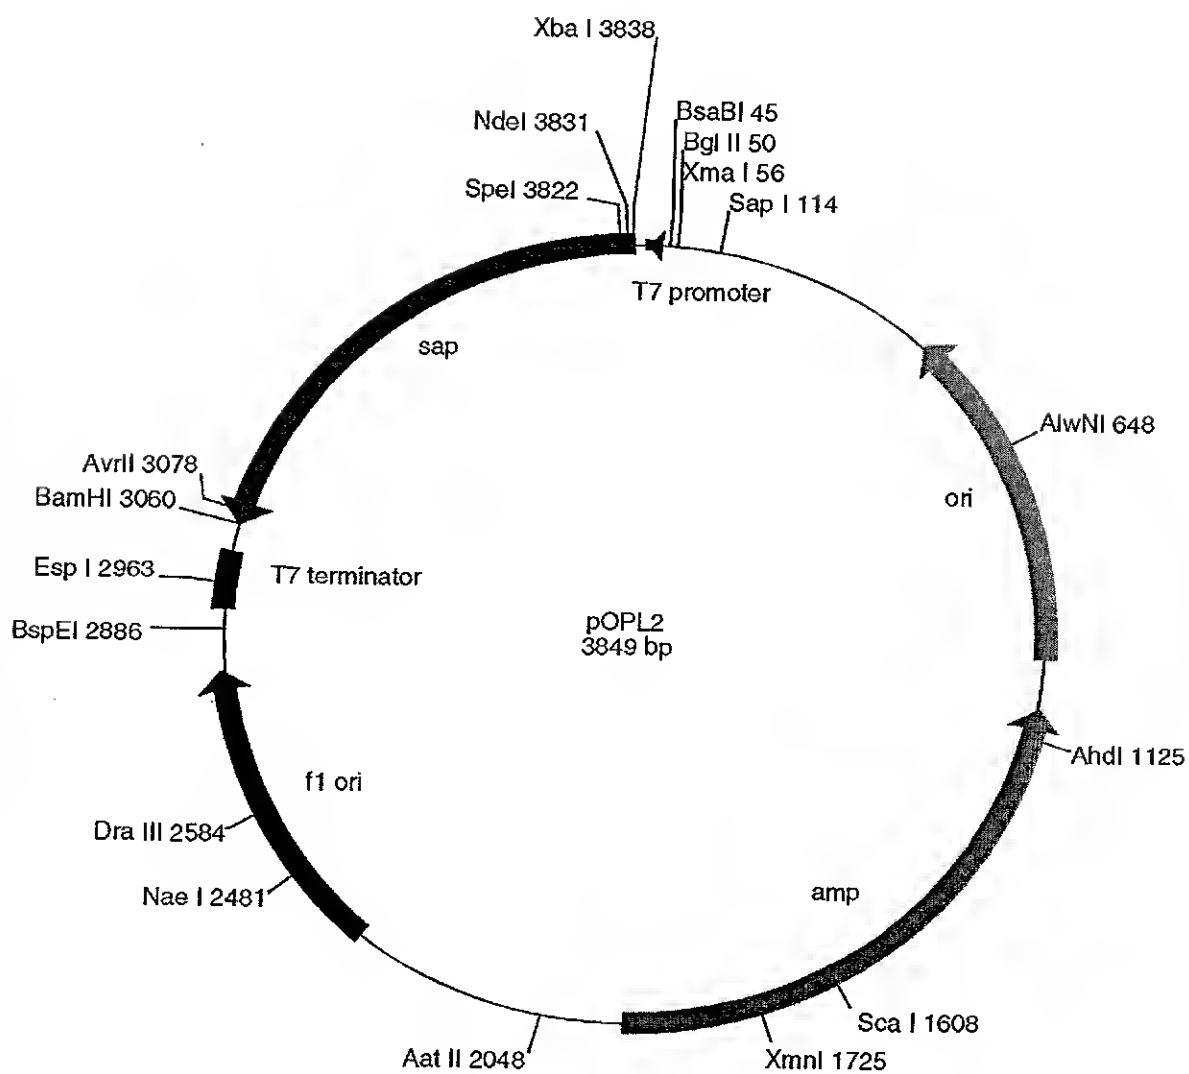 Xba I 3838
NdeI 3831
SpeI 3822
BsaBI 45
Bgl II 50
Xma I 56
Sap I 114
T7 promoter
sap
AlwNI 648
ori
AvrII 3078
BamHI 3060
Esp I 2963
T7 terminator
BspEI 2886
pOPL2
3849 bp
AhdI 1125
f1 ori
Dra III 2584
Nae I 2481
amp
Sca I 1608
XmnI 1725
Aat II 2048